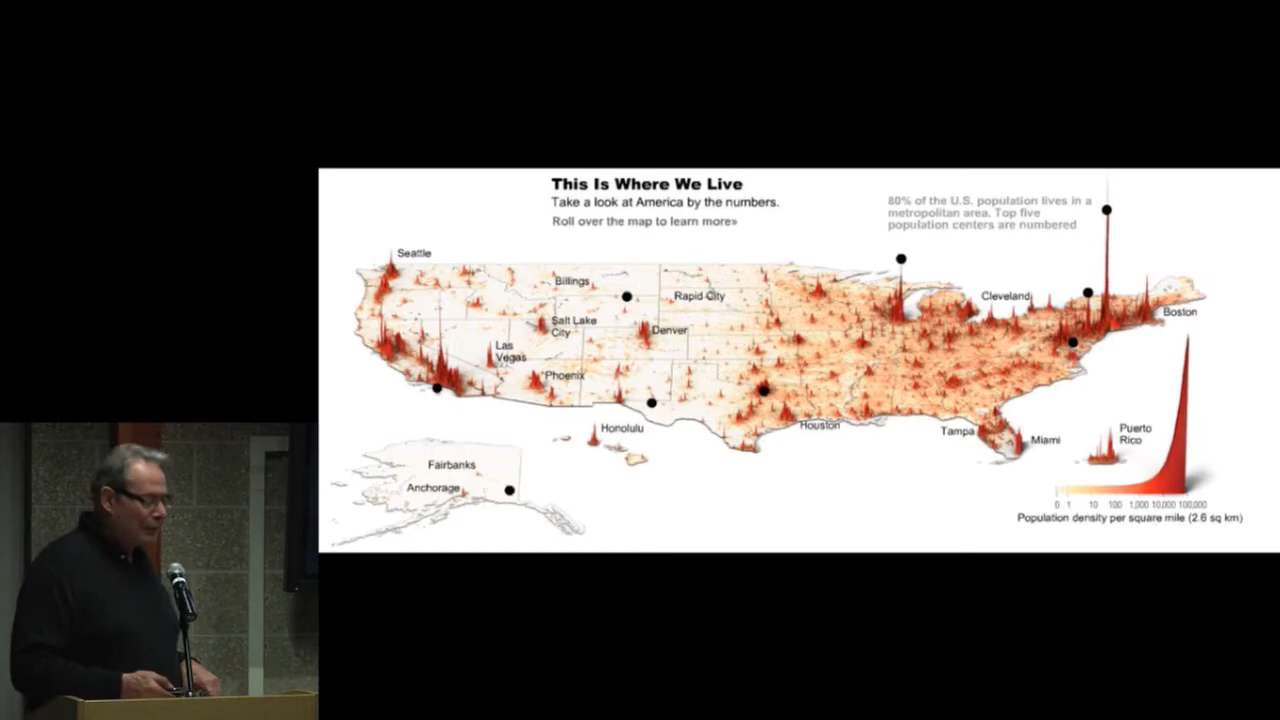 This Is Where We Live
Take a look at America by the numbers.
Roll over the map to learn more»
80% of the U.S. population lives in a
metropolitan area. Top five
population centers are numbered
Seattle
Billings
Rapid City
Cleveland
Boston
Salt Lake
City
Denver
Las
Vegas
Phoenix
Honolulu
Houston
Tampa
Miami
Puerto
Rico
Fairbanks
Anchorage
0 1 10 100 1,000 10,000 100,000
Population density per square mile (2.6 sq km)